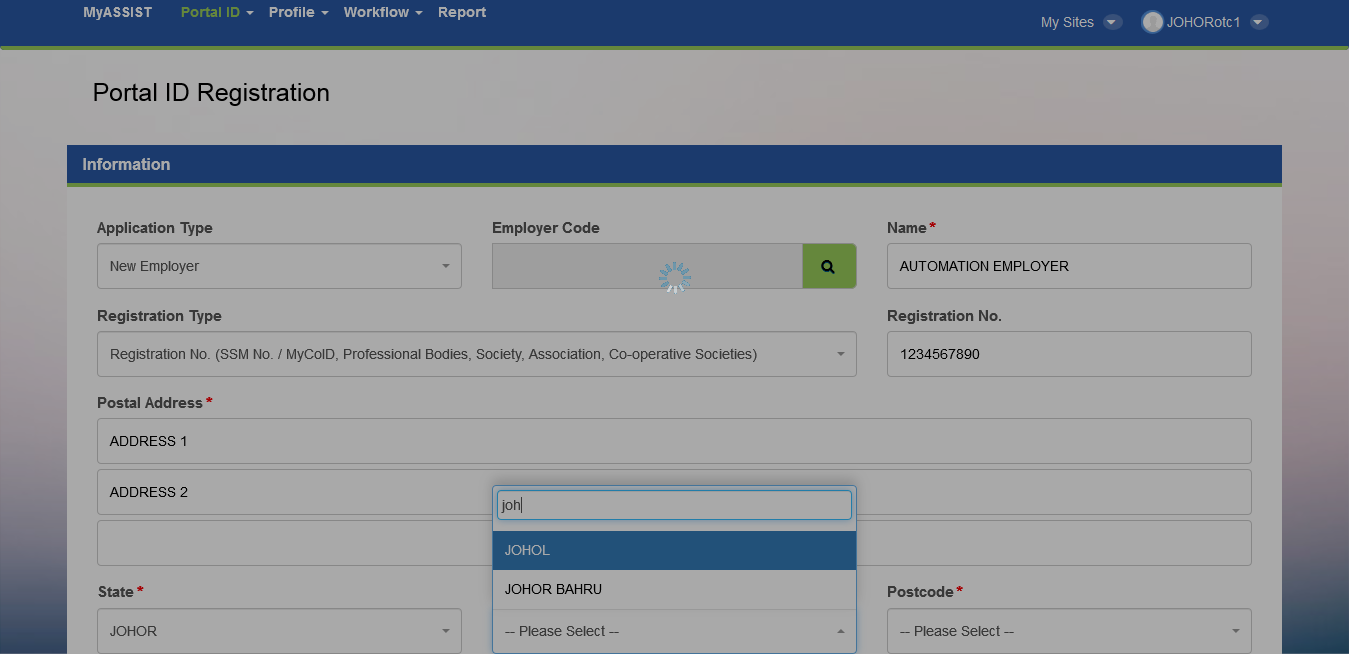 MyASSIST Portal ID Profile Workflow Report
My Sites JOHORotc1
Portal ID Registration
Information
Application Type Employer Code Name *
New Employer AUTOMATION EMPLOYER
Registration Type Registration No.
Registration No. (SSM No. / MyCoID, Professional Bodies, Society, Association, Co-operative Societies) 1234567890
Postal Address *
ADDRESS 1
ADDRESS 2
joh
JOHOL
JOHOR BAHRU
State * Postcode *
JOHOR -- Please Select -- -- Please Select --